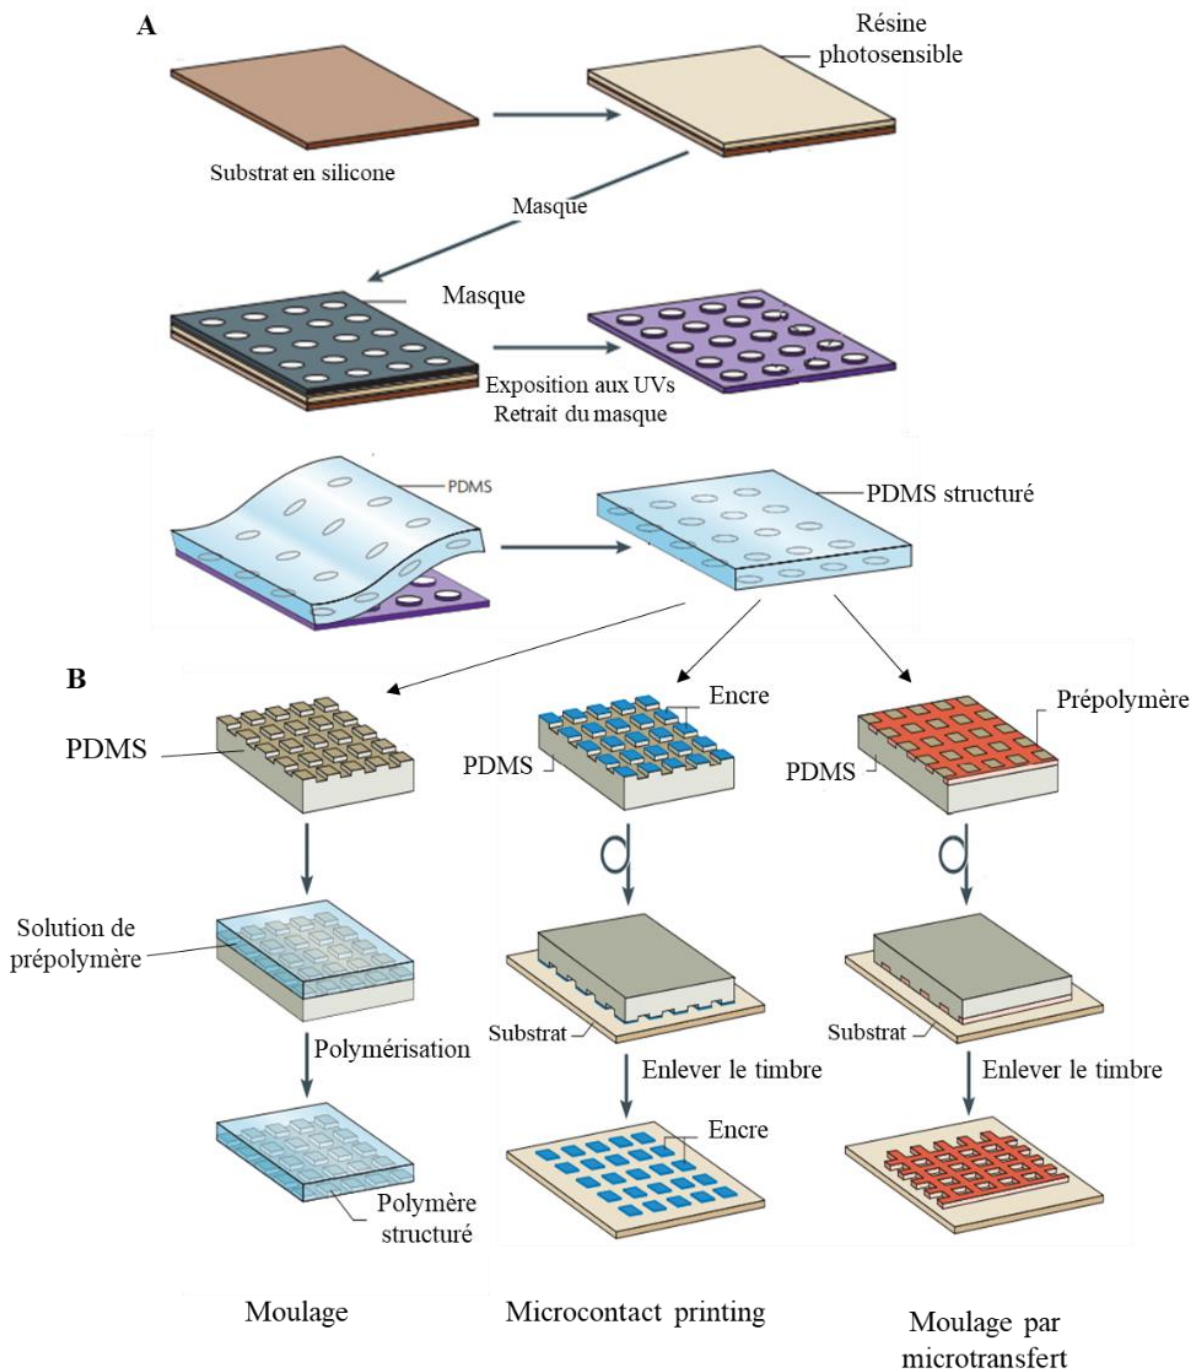 A
Résine
photosensible
Substrat en silicone
Masque
Masque
Exposition aux UVs
Retrait du masque
PDMS
PDMS structuré
B
PDMS
Encre
PDMS
Prépolymère
PDMS
Solution de
prépolymère
Substrat
Substrat
Polymérisation
Enlever le timbre
Enlever le timbre
Encre
Polymère
structuré
Moulage
Microcontact printing
Moulage par
microtransfert